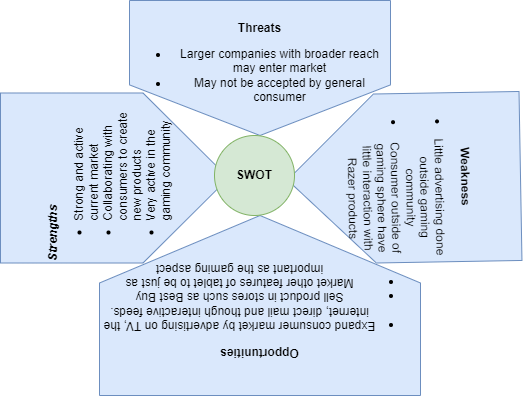 Threats
• Larger companies with broader reach
may enter market
• May not be accepted by general
consumer
Strengths
• Strong and active
current market
• Collaborating with
consumers to create
new products
• Very active in the
gaming community
SWOT
Weakness
• Little advertising done
outside gaming
community
• Consumer outside of
gaming sphere have
little interaction with
Razer products
Opportunities
• Expand consumer market by advertising on TV, the
internet, direct mail and though interactive feeds.
• Sell product in stores such as Best Buy
• Market other features of tablet to be just as
important as the gaming aspect